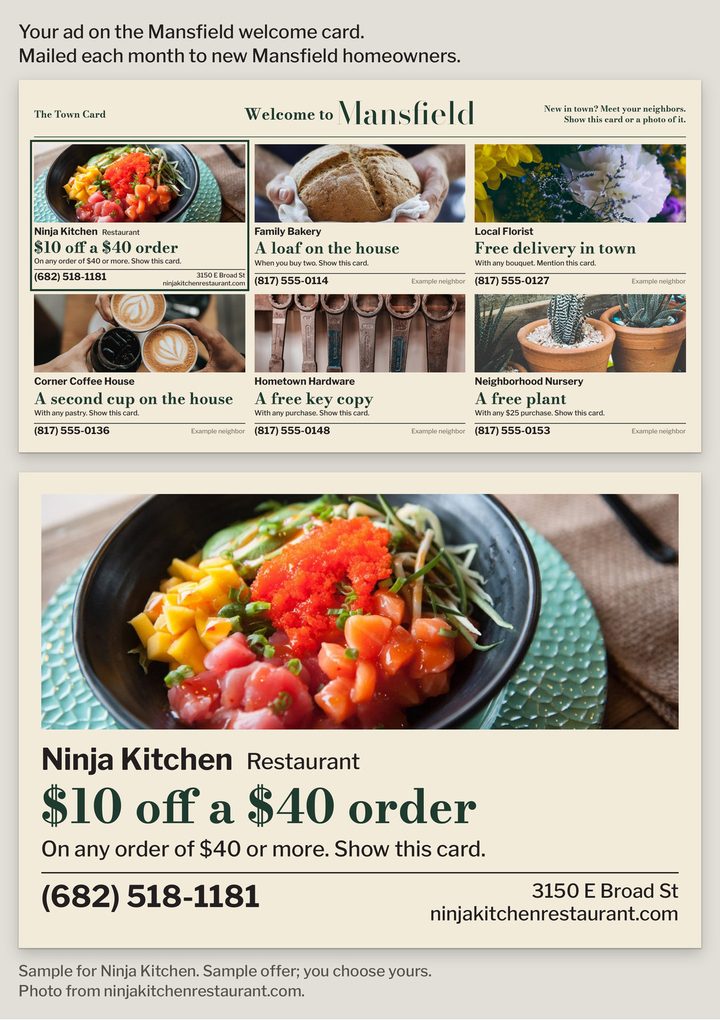 Your ad on the Mansfield welcome card.
Mailed each month to new Mansfield homeowners.
The Town Card
Welcome to Mansfield
New in town? Meet your neighbors.
Show this card or a photo of it.
Ninja Kitchen Restaurant
$10 off a $40 order
On any order of $40 or more. Show this card.
(682) 518-1181
3150 E Broad St
ninjakitchenrestaurant.com
Family Bakery
A loaf on the house
When you buy two. Show this card.
(817) 555-0114
Example neighbor
Local Florist
Free delivery in town
With any bouquet. Mention this card.
(817) 555-0127
Example neighbor
Corner Coffee House
A second cup on the house
With any pastry. Show this card.
(817) 555-0136
Example neighbor
Hometown Hardware
A free key copy
With any purchase. Show this card.
(817) 555-0148
Example neighbor
Neighborhood Nursery
A free plant
With any $25 purchase. Show this card.
(817) 555-0153
Example neighbor
Ninja Kitchen Restaurant
$10 off a $40 order
On any order of $40 or more. Show this card.
(682) 518-1181
3150 E Broad St
ninjakitchenrestaurant.com
Sample for Ninja Kitchen. Sample offer; you choose yours.
Photo from ninjakitchenrestaurant.com.